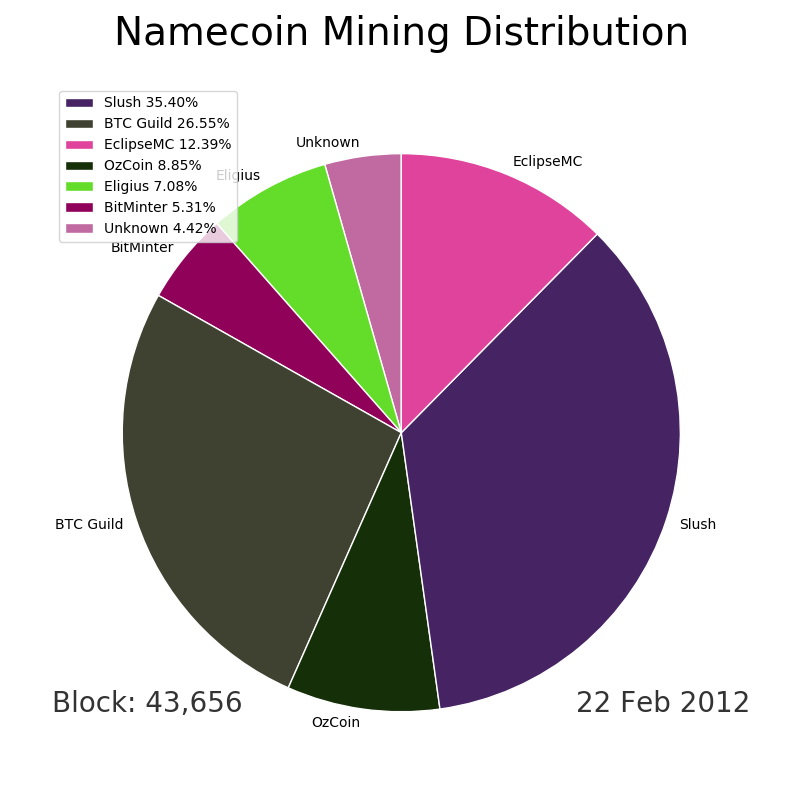 Namecoin Mining Distribution
Slush 35.40%
BTC Guild 26.55%
EclipseMC 12.39%
OzCoin 8.85%
Eligius 7.08%
BitMinter 5.31%
Unknown 4.42%
Unknown
EclipseMC
Eligius
BitMinter
BTC Guild
Slush
OzCoin
Block: 43,656
22 Feb 2012